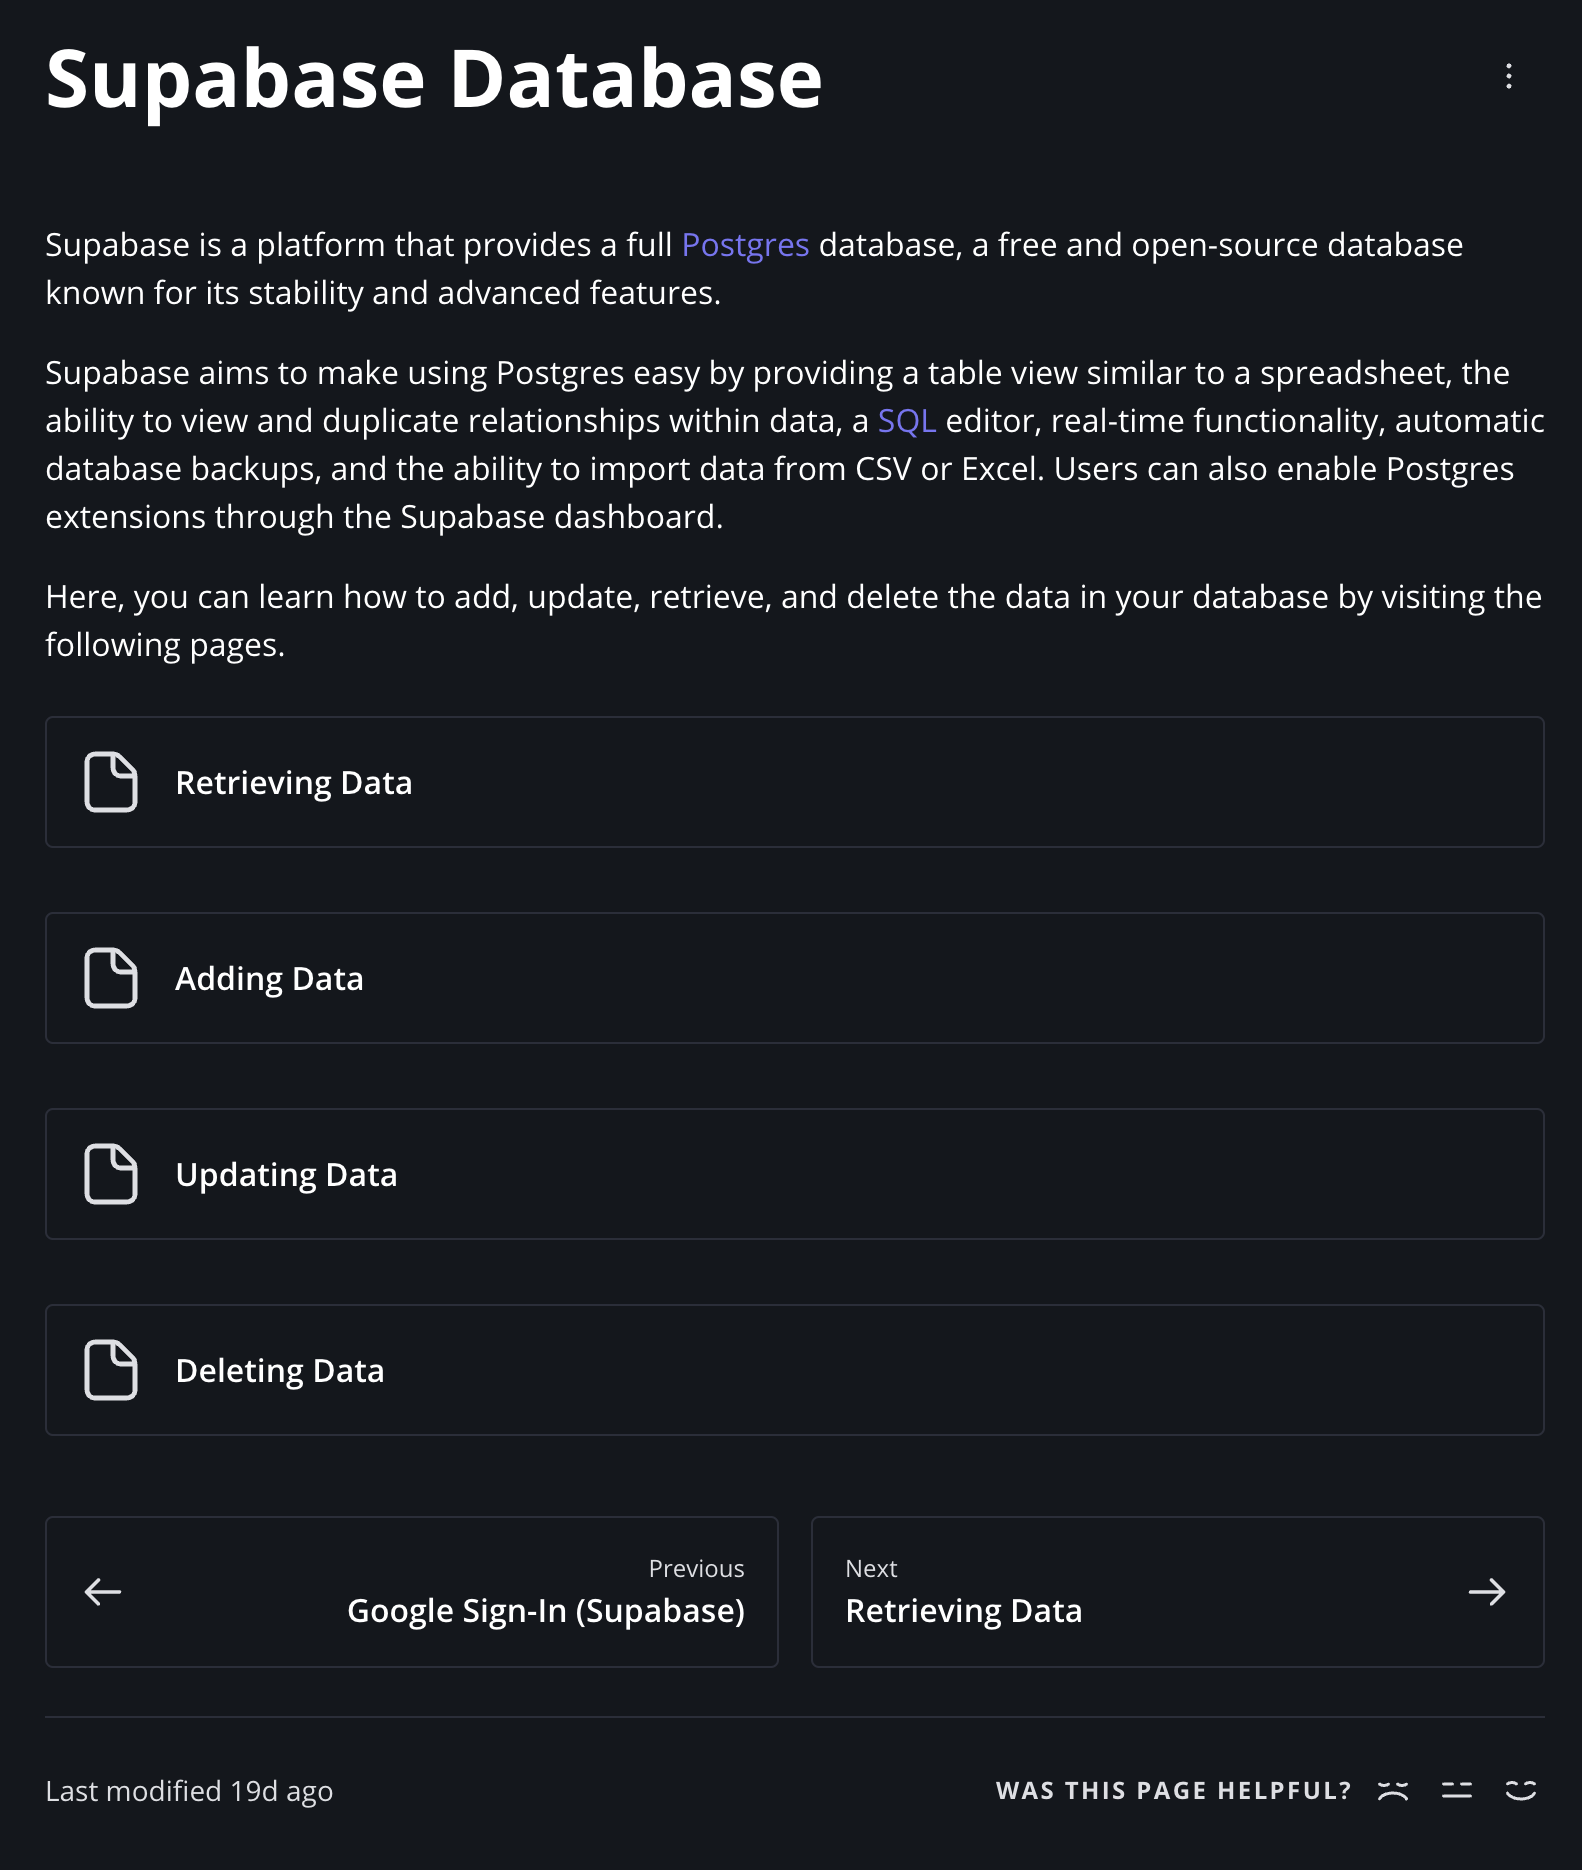 Supabase Database
Supabase is a platform that provides a full Postgres database, a free and open-source database
known for its stability and advanced features.
Supabase aims to make using Postgres easy by providing a table view similar to a spreadsheet, the
ability to view and duplicate relationships within data, a SQL editor, real-time functionality, automatic
database backups, and the ability to import data from CSV or Excel. Users can also enable Postgres
extensions through the Supabase dashboard.
Here, you can learn how to add, update, retrieve, and delete the data in your database by visiting the
following pages.
Retrieving Data
Adding Data
Updating Data
Deleting Data
Previous
Google Sign-In (Supabase)
Next
Retrieving Data
Last modified 19d ago
WAS THIS PAGE HELPFUL?